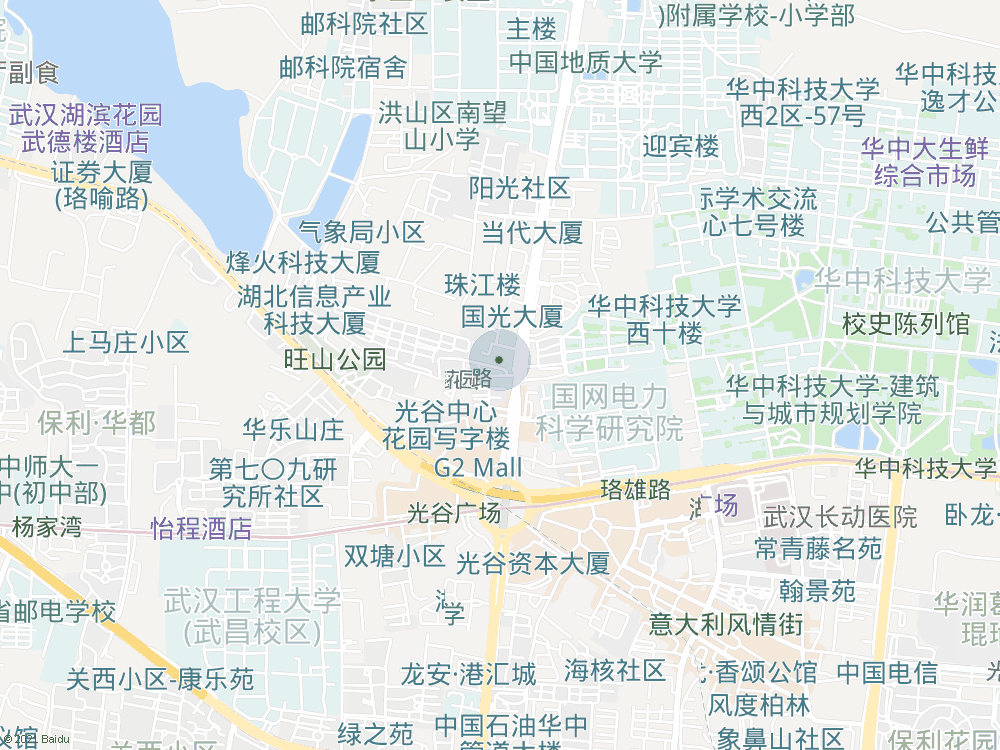 邮科院社区
主楼
)附属学校-小学部
中国地质大学
邮科院宿舍
副食
华中科技大学
西2区-57号
华中科技
逸才公
武汉湖滨花园
武德楼酒店
洪山区南望
山小学
迎宾楼
华中大生鲜
综合市场
证券大厦
(珞喻路)
阳光社区
示学术交流
心七号楼
公共管
气象局小区
当代大厦
烽火科技大厦
珠江楼
华中科技大学
湖北信息产业
科技大厦
国光大厦
华中科技大学
西十楼
校史陈列馆
上马庄小区
旺山公园
花园路
华中科技大学-建筑
与城市规划学院
国网电力
科学研究院
保利·华都
华乐山庄
光谷中心
花园写字楼
G2 Mall
中师大一
中(初中部)
第七〇九研
究所社区
华中科技大学
珞雄路
光谷广场
场
武汉长动医院
卧龙·
杨家湾
怡程酒店
双塘小区
光谷资本大厦
常青藤名苑
翰景苑
武汉工程大学
(武昌校区)
省邮电学校
学
意大利风情街
华润葛
琨
关西小区-康乐苑
龙安·港汇城
海核社区
·香颂公馆
中国电信
光
风度柏林
绿之苑
中国石油华中
管道大楼
象鼻山社区
保利花园
关西小区
馆
© 2021 Baidu